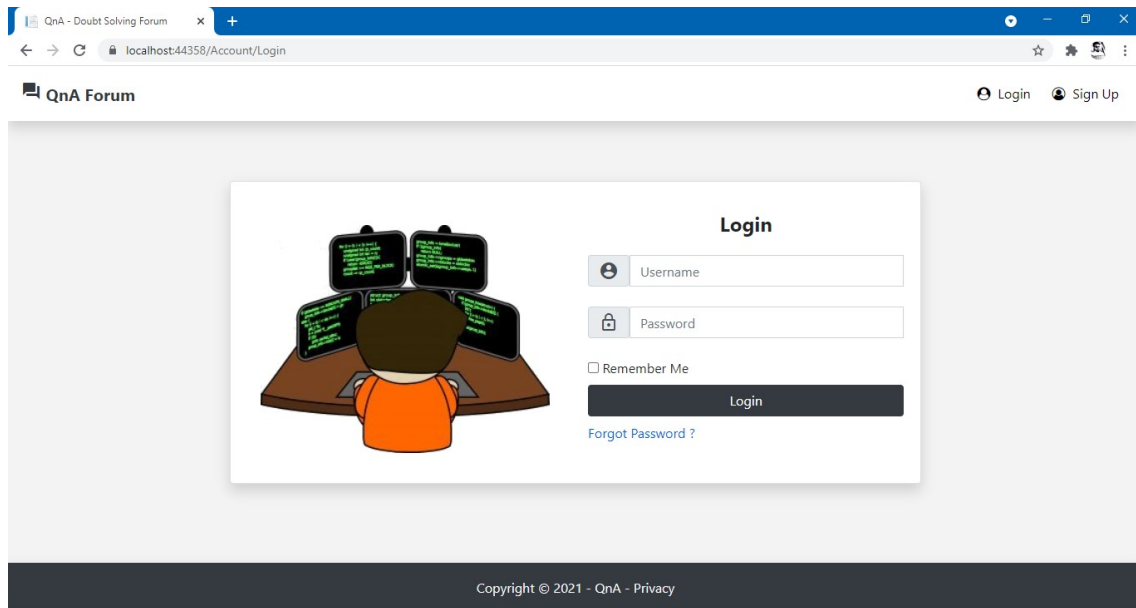 QnA - Doubt Solving Forum
localhost:44358/Account/Login
QnA Forum
Login
Sign Up
Login
Username
Password
Remember Me
Login
Forgot Password ?
Copyright © 2021 - QnA - Privacy